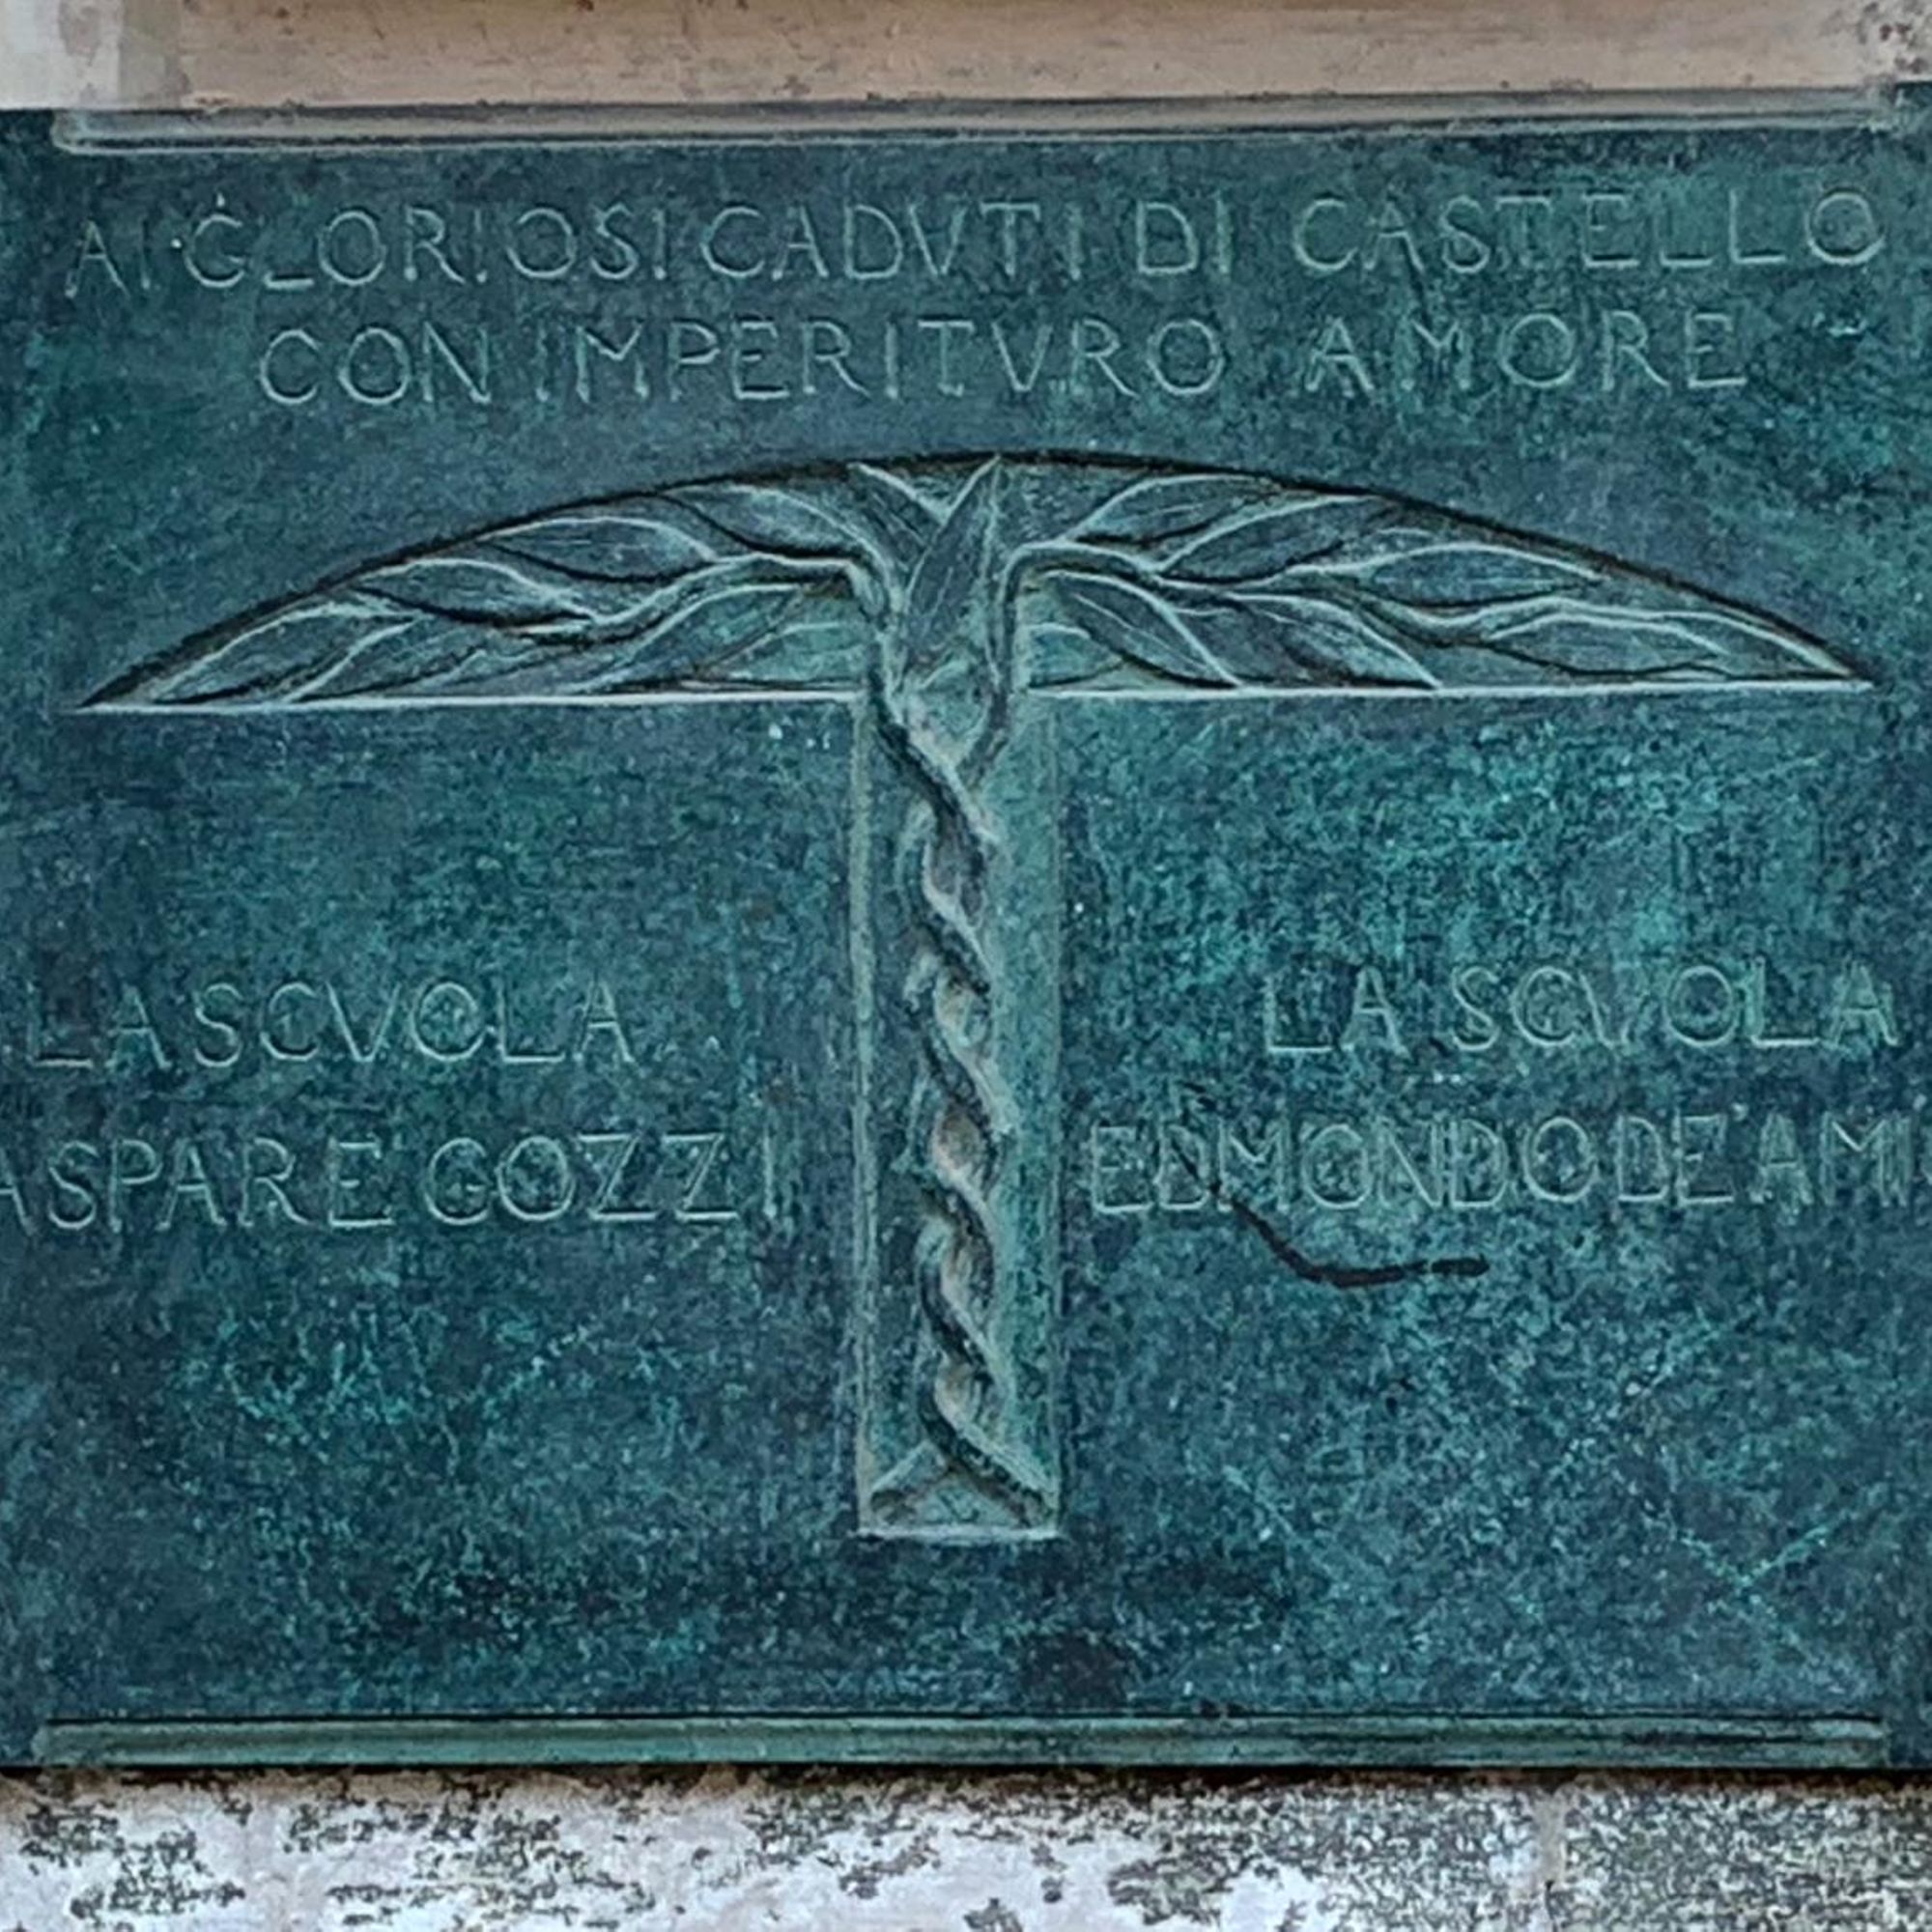 AI GLORIOSI CADVTI DI CASTELLO
CON IMPERITVRO AMORE
LA SCVOLA
ASPARE GOZZI
LA SCVOLA
EDMONDO DE AMI